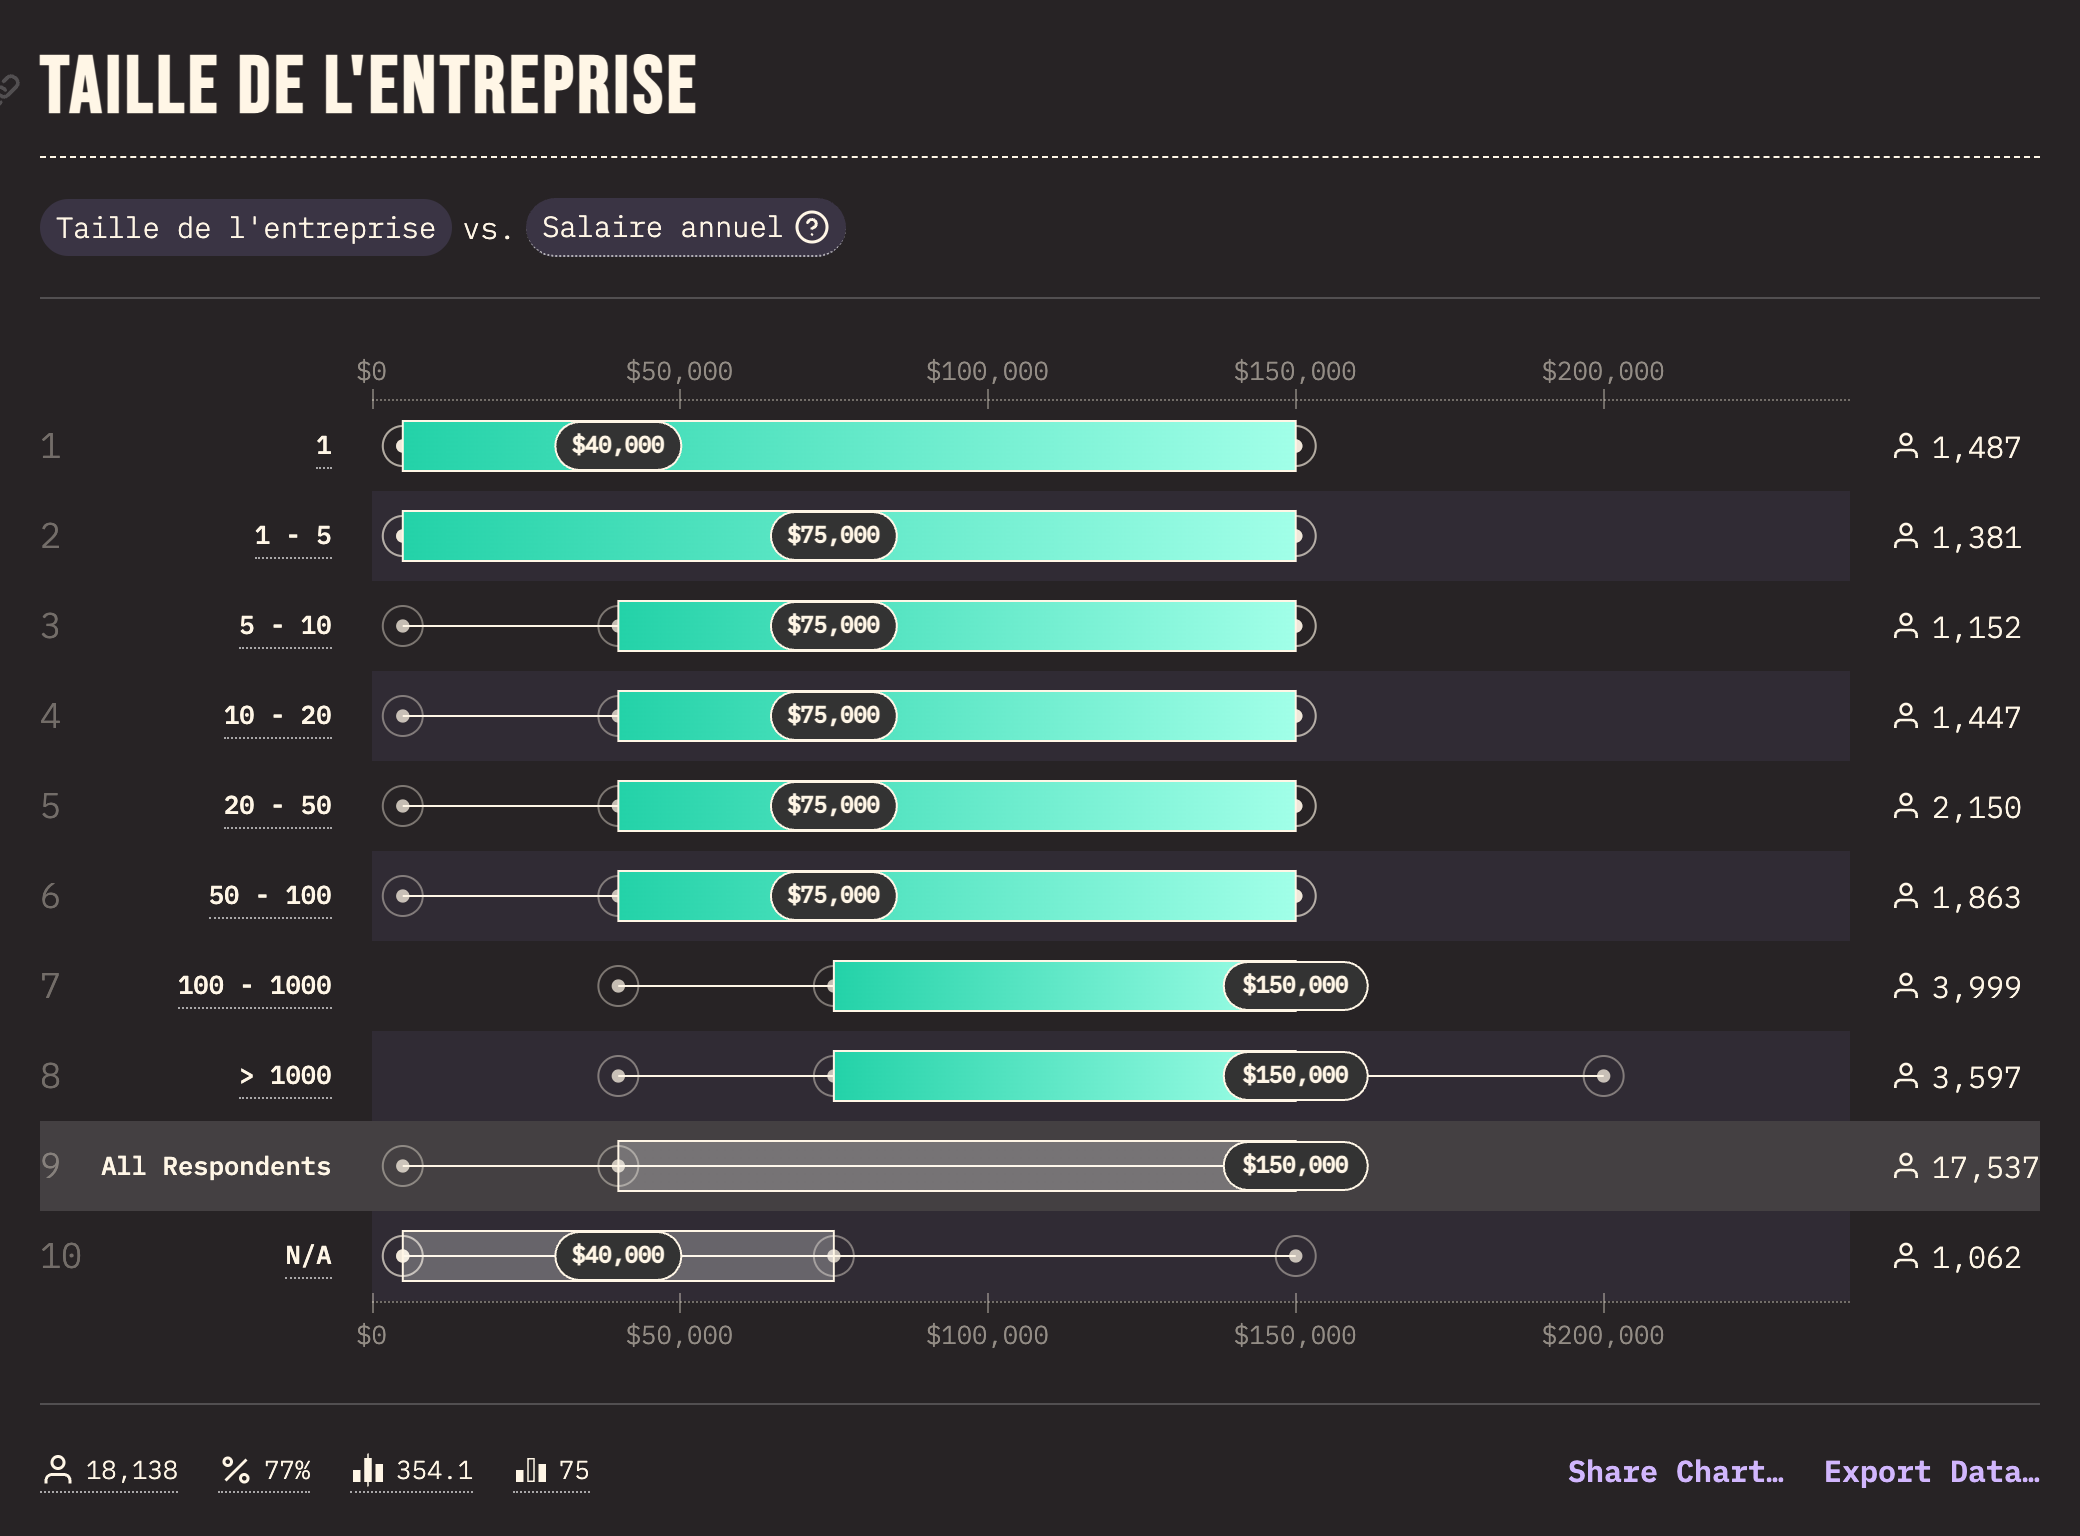 TAILLE DE L'ENTREPRISE
Taille de l'entreprise vs. Salaire annuel ?
$0 $50,000 $100,000 $150,000 $200,000
1 1 $40,000 1,487
2 1 - 5 $75,000 1,381
3 5 - 10 $75,000 1,152
4 10 - 20 $75,000 1,447
5 20 - 50 $75,000 2,150
6 50 - 100 $75,000 1,863
7 100 - 1000 $150,000 3,999
8 > 1000 $150,000 3,597
9 All Respondents $150,000 17,537
10 N/A $40,000 1,062
$0 $50,000 $100,000 $150,000 $200,000
18,138 % 77% 354.1 75 Share Chart… Export Data…